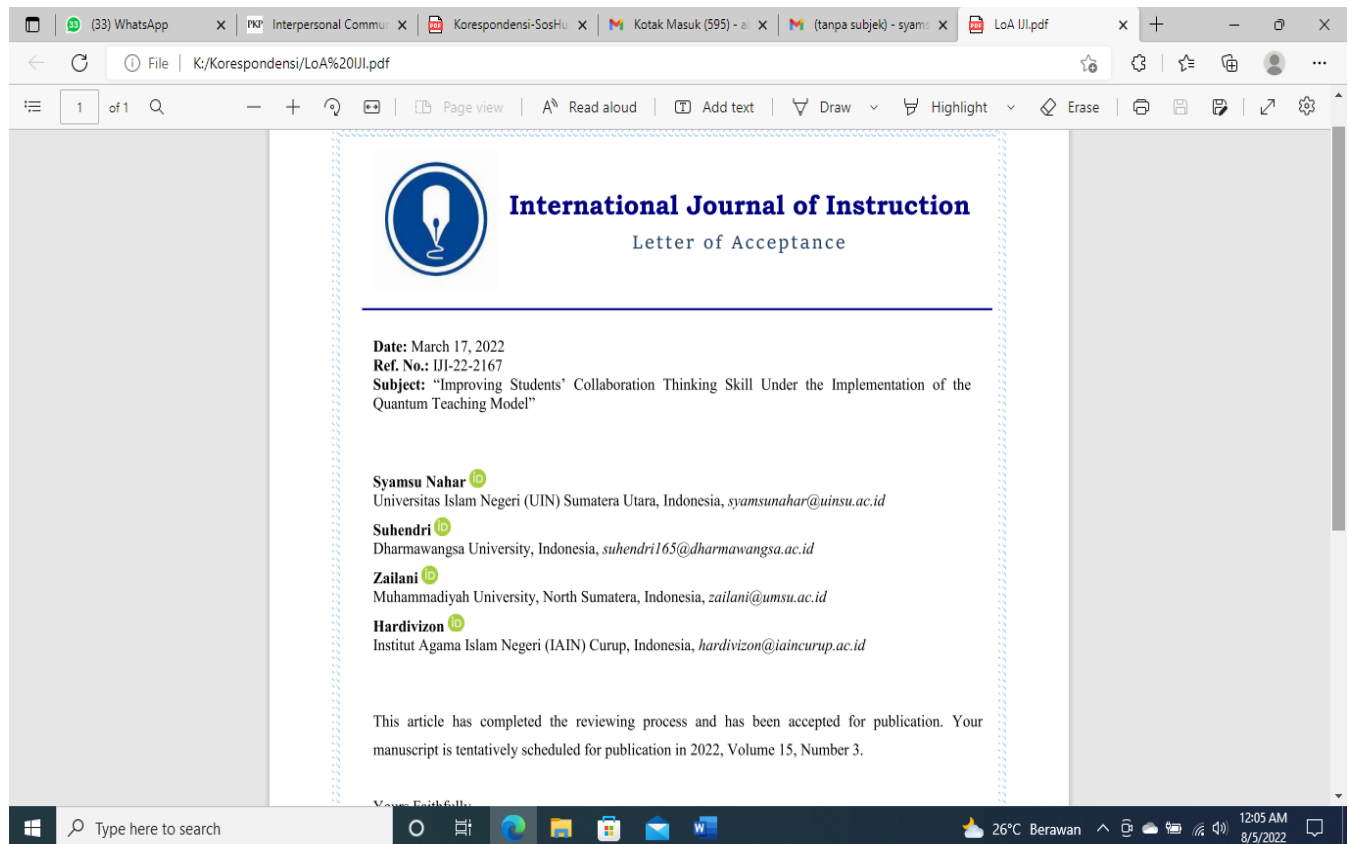 (33) WhatsApp
PKP Interpersonal Commu
Korespondensi-SosHu
Kotak Masuk (595) - a
(tanpa subjek) - syams
LoA IJI.pdf
File | K:/Korespondensi/LoA%20IJI.pdf
1 of 1 Page view Read aloud Add text Draw Highlight Erase
International Journal of Instruction
Letter of Acceptance
Date: March 17, 2022
Ref. No.: IJI-22-2167
Subject: “Improving Students’ Collaboration Thinking Skill Under the Implementation of the
Quantum Teaching Model”
Syamsu Nahar iD
Universitas Islam Negeri (UIN) Sumatera Utara, Indonesia, syamsunahar@uinsu.ac.id
Suhendri iD
Dharmawangsa University, Indonesia, suhendri165@dharmawangsa.ac.id
Zailani iD
Muhammadiyah University, North Sumatera, Indonesia, zailani@umsu.ac.id
Hardivizon iD
Institut Agama Islam Negeri (IAIN) Curup, Indonesia, hardivizon@iaincurup.ac.id
This article has completed the reviewing process and has been accepted for publication. Your
manuscript is tentatively scheduled for publication in 2022, Volume 15, Number 3.
Yours Faithfully
Type here to search
26°C Berawan
12:05 AM
8/5/2022